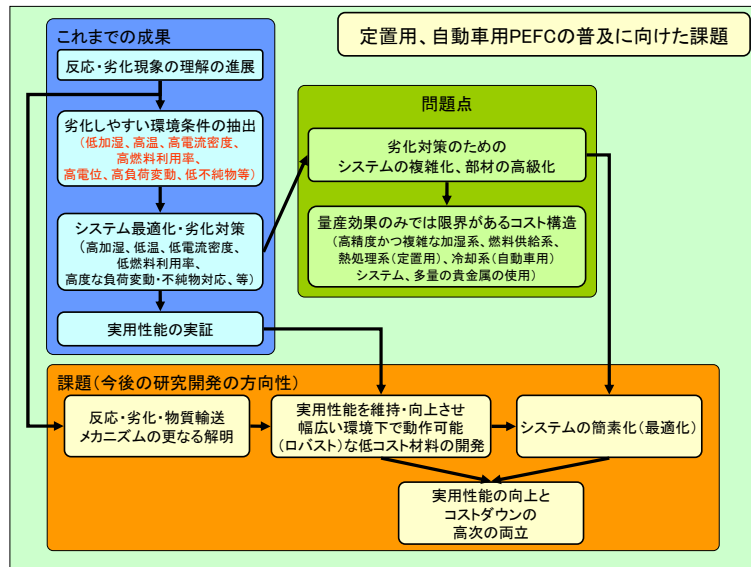 定置用、自動車用PEFCの普及に向けた課題
これまでの成果
反応・劣化現象の理解の進展
劣化しやすい環境条件の抽出
(低加湿、高温、高電流密度、
高燃料利用率、
高電位、高負荷変動、低不純物等)
システム最適化・劣化対策
(高加湿、低温、低電流密度、
低燃料利用率、
高度な負荷変動・不純物対応、等)
実用性能の実証
問題点
劣化対策のための
システムの複雑化、部材の高級化
量産効果のみでは限界があるコスト構造
(高精度かつ複雑な加湿系、燃料供給系、
熱処理系(定置用)、冷却系(自動車用)
システム、多量の貴金属の使用)
課題(今後の研究開発の方向性)
反応・劣化・物質輸送
メカニズムの更なる解明
実用性能を維持・向上させ
幅広い環境下で動作可能
(ロバスト)な低コスト材料の開発
システムの簡素化(最適化)
実用性能の向上と
コストダウンの
高次の両立